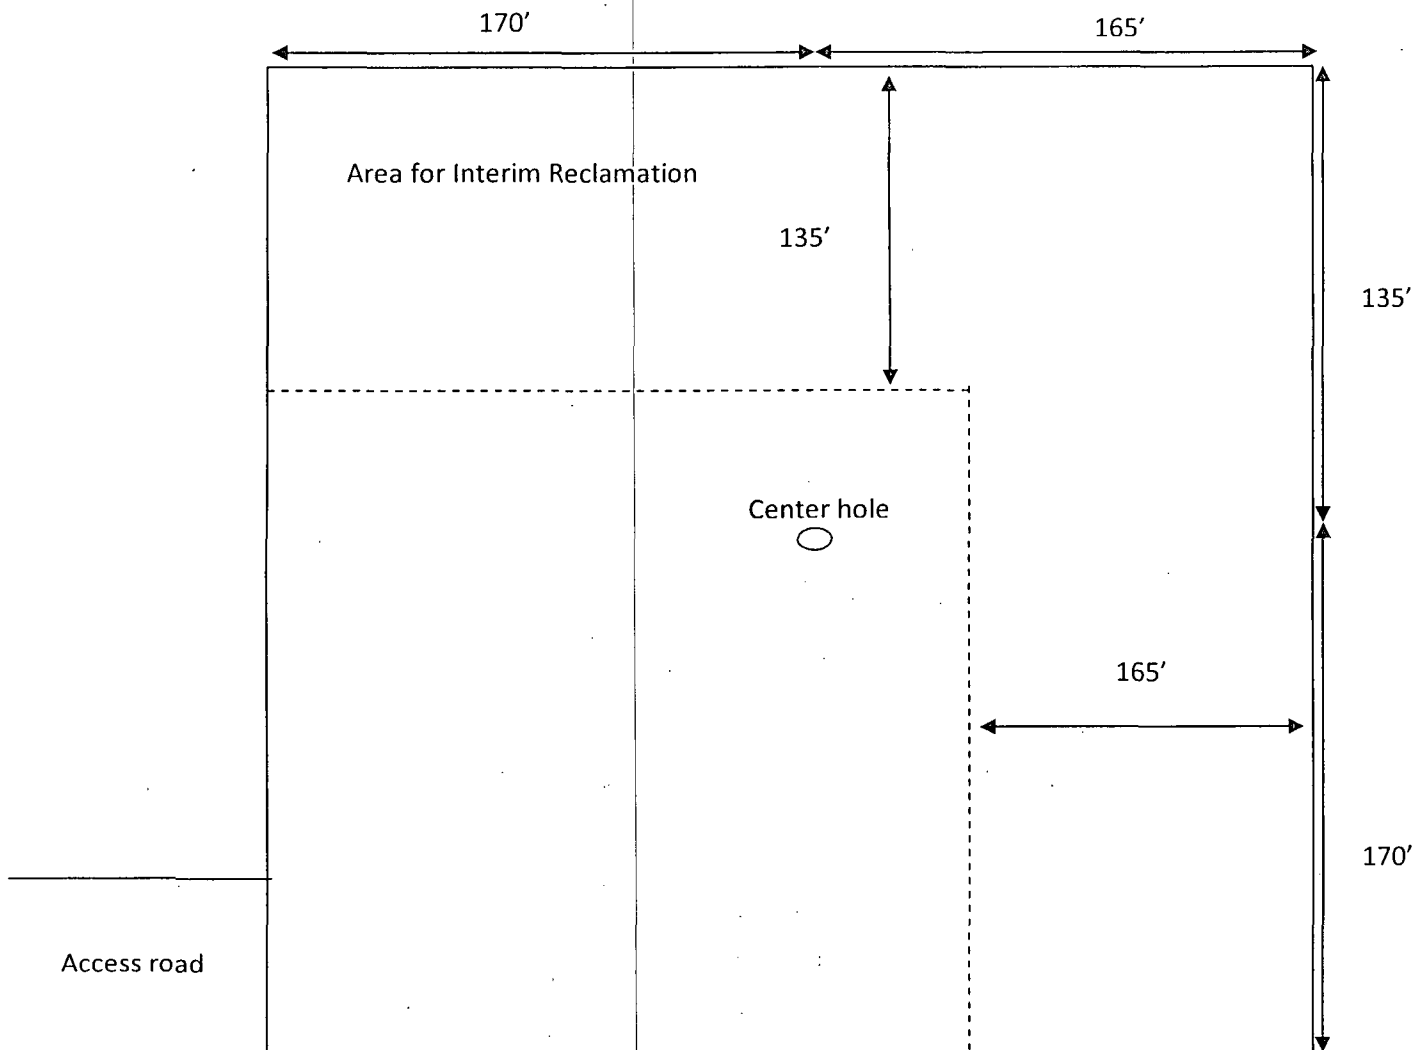 170′
165′
Area for Interim Reclamation
135′
135′
Center hole
165′
170′
Access road